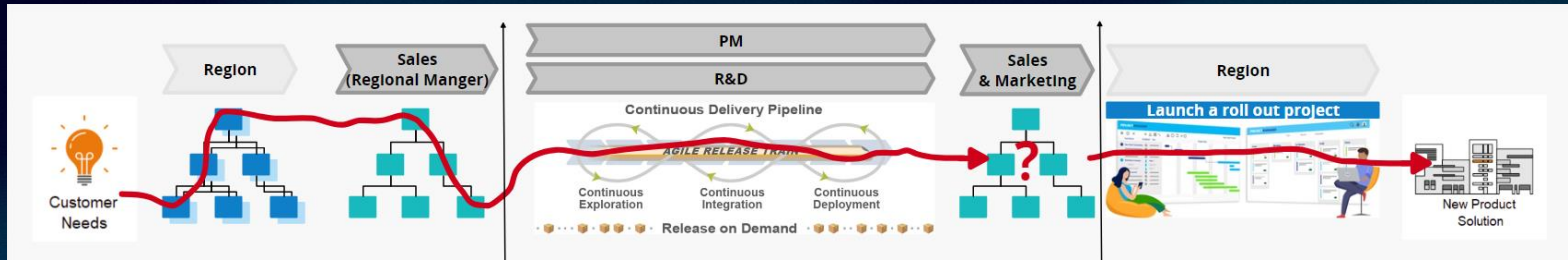 Customer
Needs
Region
Sales
(Regional Manger)
PM
R&D
Continuous Delivery Pipeline
AGILE RELEASE TRAIN
Continuous
Exploration
Continuous
Integration
Continuous
Deployment
Release on Demand
Sales
& Marketing
?
Region
Launch a roll out project
New Product
Solution